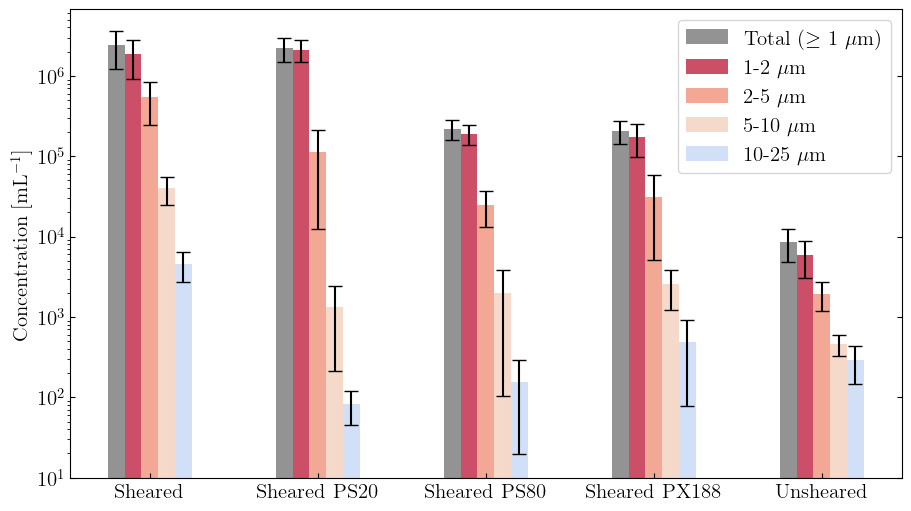 Concentration [mL⁻¹]
10⁶
10⁵
10⁴
10³
10²
10¹
Total (≥ 1 μm)
1-2 μm
2-5 μm
5-10 μm
10-25 μm
Sheared
Sheared PS20
Sheared PS80
Sheared PX188
Unsheared